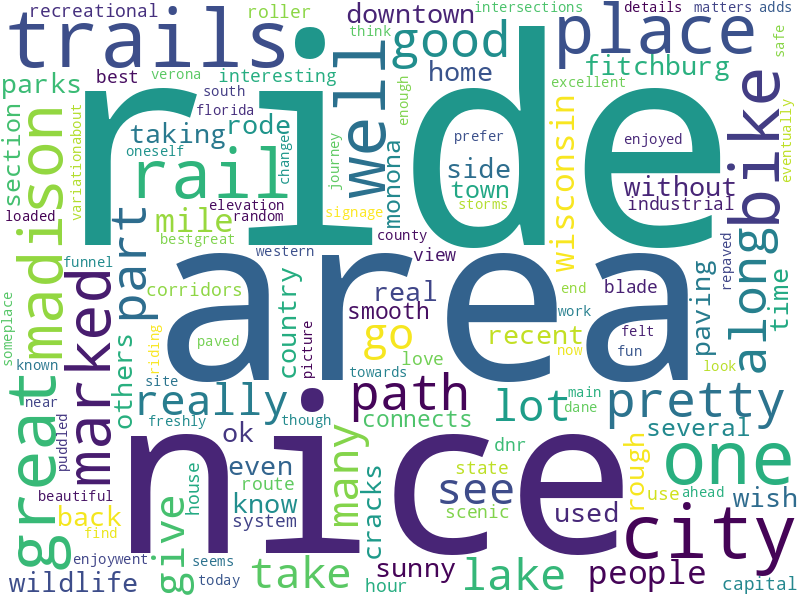 recreational roller downtown intersections details matters adds
trails think good place safe
parks best verona interesting well home fitchburg excellent
south florida enough
section madison variationabout taking rode prefer enjoyed wisconsin bike eventually
ride
oneself changed journey monona side without
rail town industrial
loaded mile elevation random signage storms
bestgreat county
part western view along
funnel area paving repaved time
corridors country real blade
someplace marked smooth go recent end work felt
others riding paved picture love now fun look
known site really towards path lot main pretty
near great freshly though connects dane several
puddled ok nice many dnr one
even know cracks see state rough use ahead wish
beautiful back route system scenic used city
find give house
enjoywent seems sunny take lake people capital
wildlife today hour